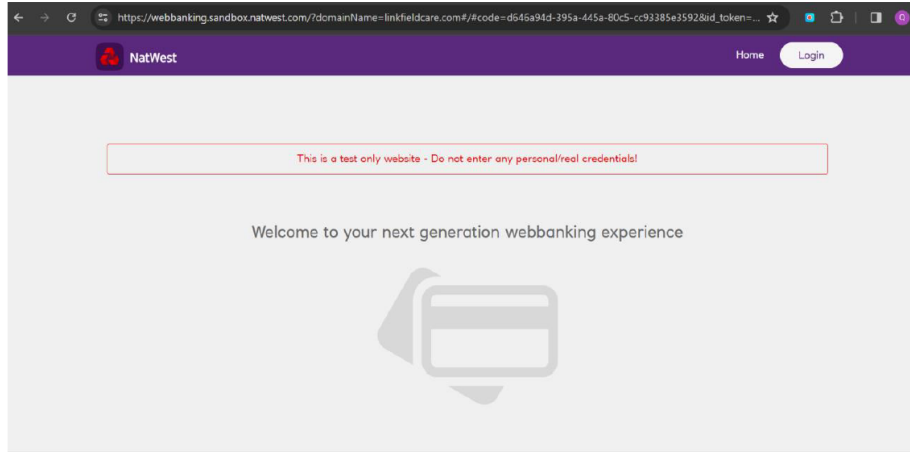 https://webbanking.sandbox.natwest.com/?domainName=linkfieldcare.com#/#code=d646a94d-395a-445a-80c5-cc93385e3592&id_token=...
NatWest
Home
Login
This is a test only website - Do not enter any personal/real credentials!
Welcome to your next generation webbanking experience